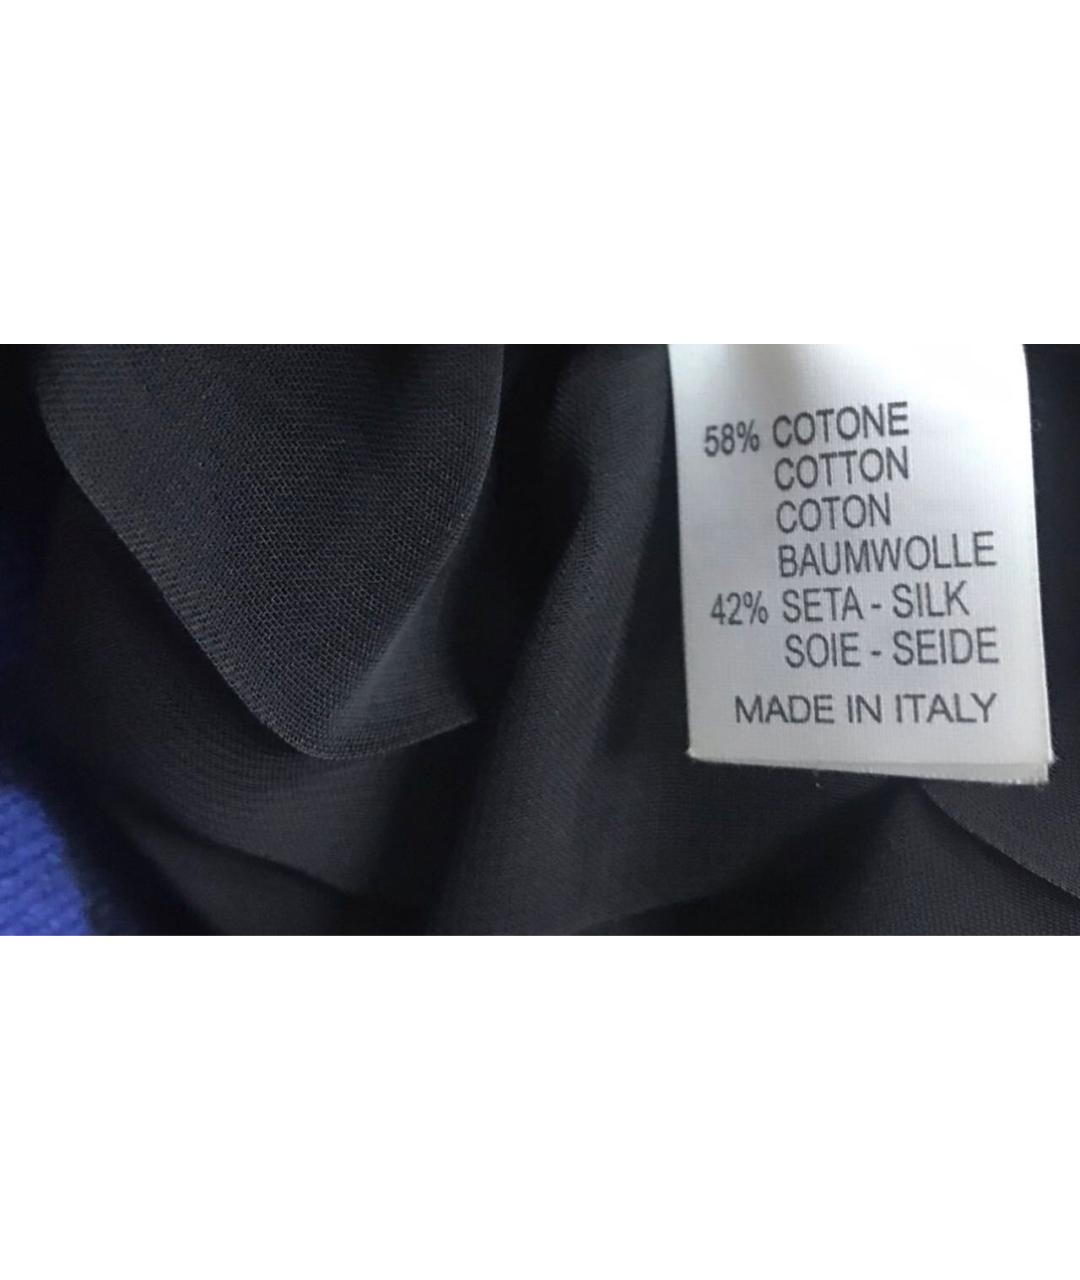 58% COTONE
COTTON
COTON
BAUMWOLLE
42% SETA - SILK
SOIE - SEIDE
MADE IN ITALY